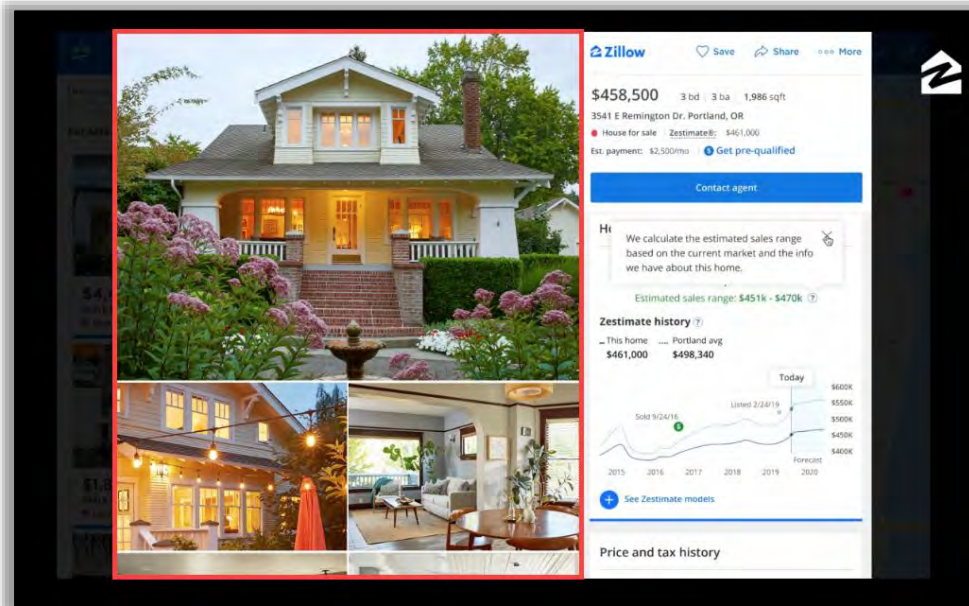 Zillow
Save
Share
More
$458,500 3 bd 3 ba 1,986 sqft
3541 E Remington Dr. Portland, OR
House for sale Zestimate®: $461,000
Est. payment: $2,500/mo $ Get pre-qualified
Contact agent
We calculate the estimated sales range
based on the current market and the info
we have about this home.
Estimated sales range: $451k - $470k ?
Zestimate history ?
This home Portland avg
$461,000 $498,340
Today
$600K
Listed 2/24/19 $550K
Sold 9/24/16 $500K
$
$450K
$400K
Forecast
2015 2016 2017 2018 2019 2020
See Zestimate models
Price and tax history